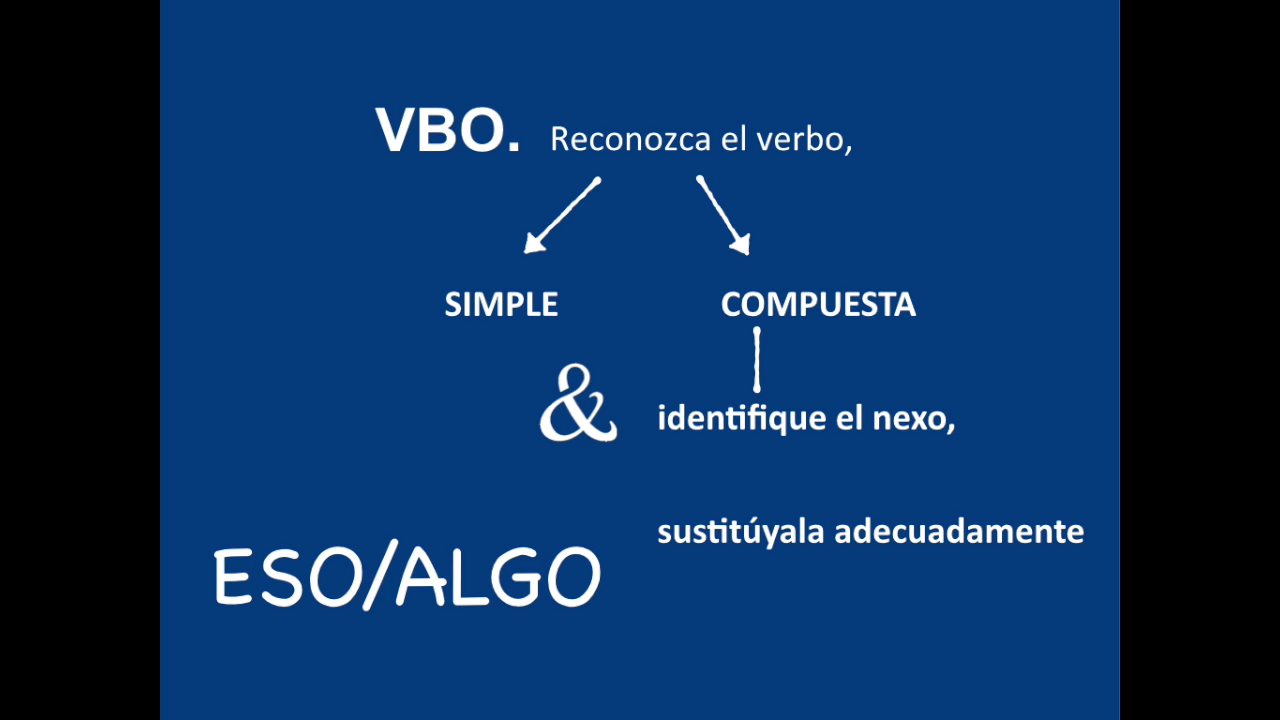 VBO. Reconozca el verbo,
SIMPLE COMPUESTA
& identifique el nexo,
sustitúyala adecuadamente
ESO/ALGO